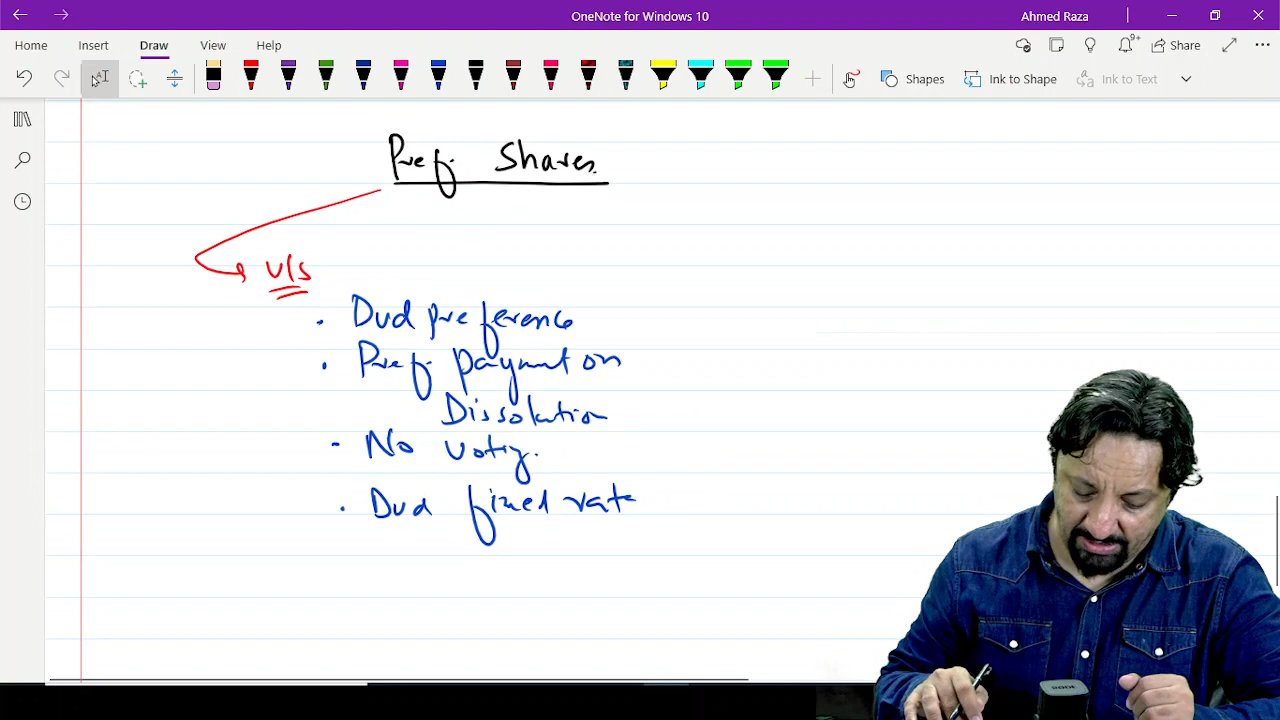 OneNote for Windows 10
Ahmed Raza
Home Insert Draw View Help
Share
Shapes
Ink to Shape
Ink to Text
Pref. Shares.
v/s
. Dvd preference
. Pref. payment on
Dissolution
- No voting.
. Dvd fixed rate
RODE